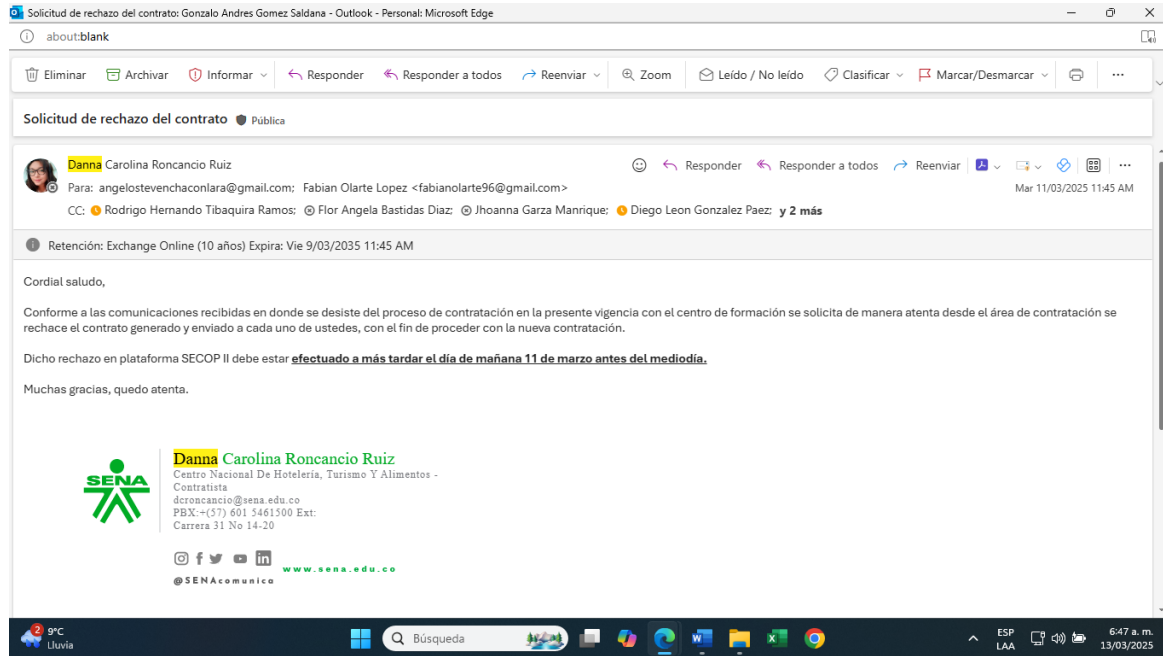 Solicitud de rechazo del contrato: Gonzalo Andres Gomez Saldana - Outlook - Personal: Microsoft Edge
about:blank
Eliminar Archivar Informar Responder Responder a todos Reenviar Zoom Leído / No leído Clasificar Marcar/Desmarcar
Solicitud de rechazo del contrato Pública
Danna Carolina Roncancio Ruiz
Responder Responder a todos Reenviar
Para: angelostevenchaconlara@gmail.com; Fabian Olarte Lopez <fabianolarte96@gmail.com>
Mar 11/03/2025 11:45 AM
CC: Rodrigo Hernando Tibaquira Ramos; Flor Angela Bastidas Diaz; Jhoanna Garza Manrique; Diego Leon Gonzalez Paez; y 2 más
Retención: Exchange Online (10 años) Expira: Vie 9/03/2035 11:45 AM
Cordial saludo,
Conforme a las comunicaciones recibidas en donde se desiste del proceso de contratación en la presente vigencia con el centro de formación se solicita de manera atenta desde el área de contratación se
rechace el contrato generado y enviado a cada uno de ustedes, con el fin de proceder con la nueva contratación.
Dicho rechazo en plataforma SECOP II debe estar efectuado a más tardar el día de mañana 11 de marzo antes del mediodía.
Muchas gracias, quedo atenta.
SENA
Danna Carolina Roncancio Ruiz
Centro Nacional De Hotelería, Turismo Y Alimentos -
Contratista
dcroncancio@sena.edu.co
PBX:+(57) 601 5461500 Ext:
Carrera 31 No 14-20
www.sena.edu.co
@SENAcomunica
2
9°C
Lluvia
Búsqueda
ESP
LAA
6:47 a. m.
13/03/2025